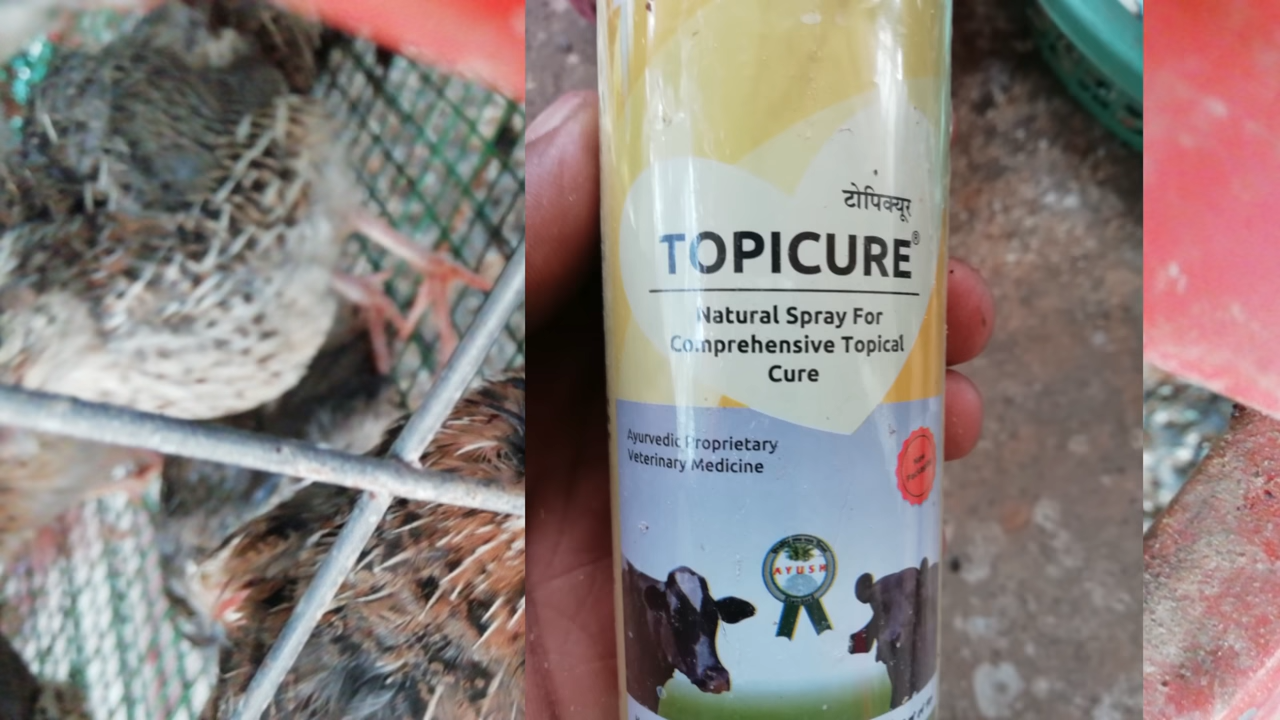 टोपिक्यूर
TOPICURE®
Natural Spray For
Comprehensive Topical
Cure
Ayurvedic Proprietary
Veterinary Medicine
AYUSH